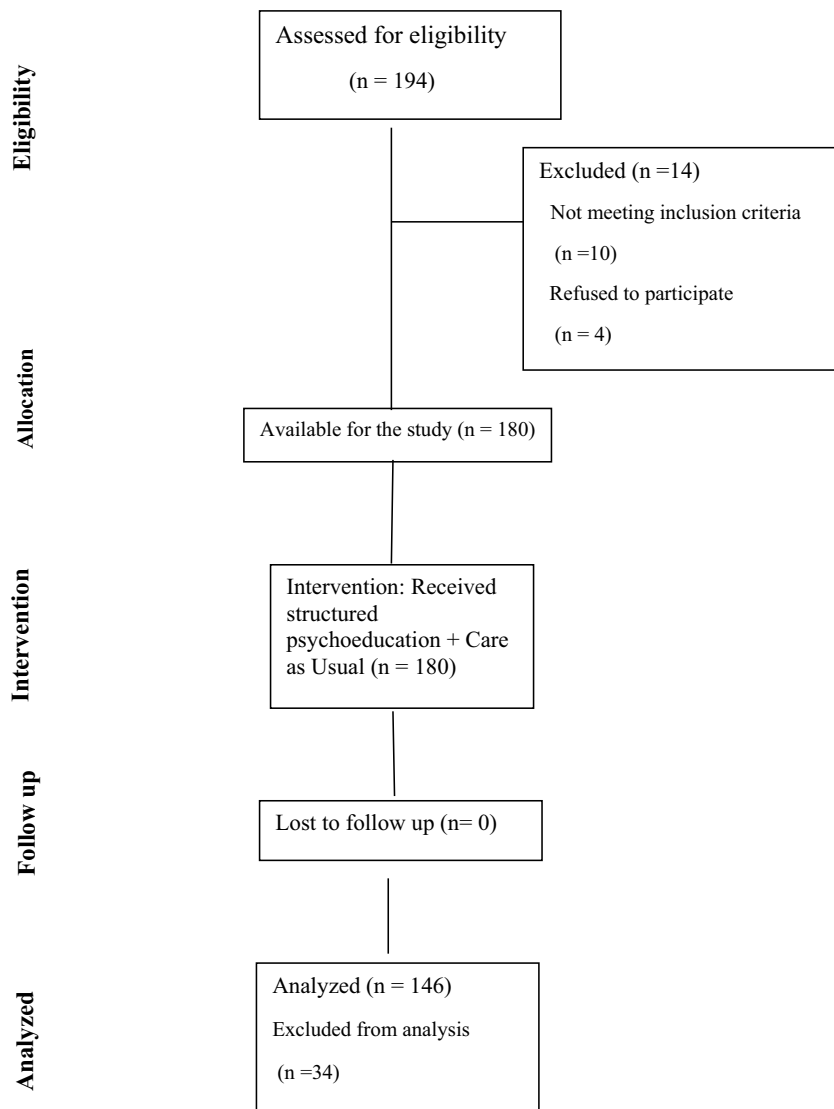 Eligibility
Assessed for eligibility
(n = 194)
Excluded (n =14)
Not meeting inclusion criteria
(n =10)
Refused to participate
(n = 4)
Allocation
Available for the study (n = 180)
Intervention
Intervention: Received
structured
psychoeducation + Care
as Usual (n = 180)
Follow up
Lost to follow up (n= 0)
Analyzed
Analyzed (n = 146)
Excluded from analysis
(n =34)